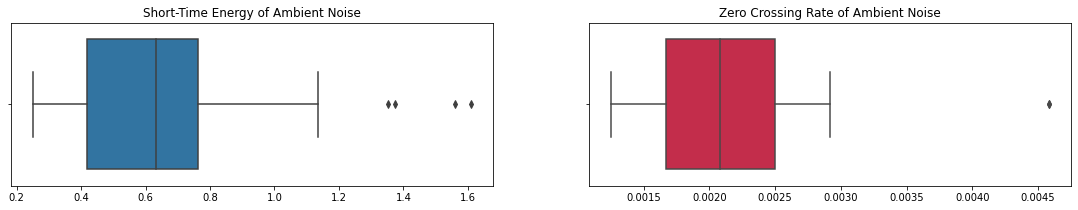 Short-Time Energy of Ambient Noise
0.2 0.4 0.6 0.8 1.0 1.2 1.4 1.6
Zero Crossing Rate of Ambient Noise
0.0015 0.0020 0.0025 0.0030 0.0035 0.0040 0.0045